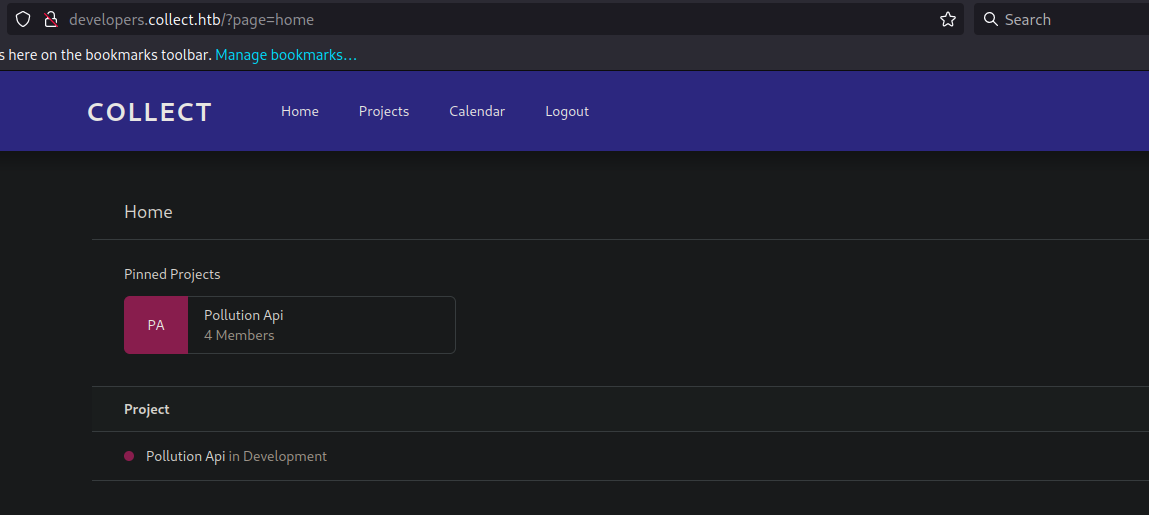 developers.collect.htb/?page=home
Search
s here on the bookmarks toolbar. Manage bookmarks…
COLLECT Home Projects Calendar Logout
Home
Pinned Projects
PA
Pollution Api
4 Members
Project
Pollution Api in Development